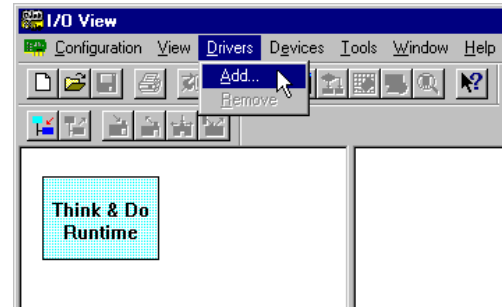 I/O View
Configuration View Drivers Devices Tools Window Help
Add...
Remove
Think & Do
Runtime